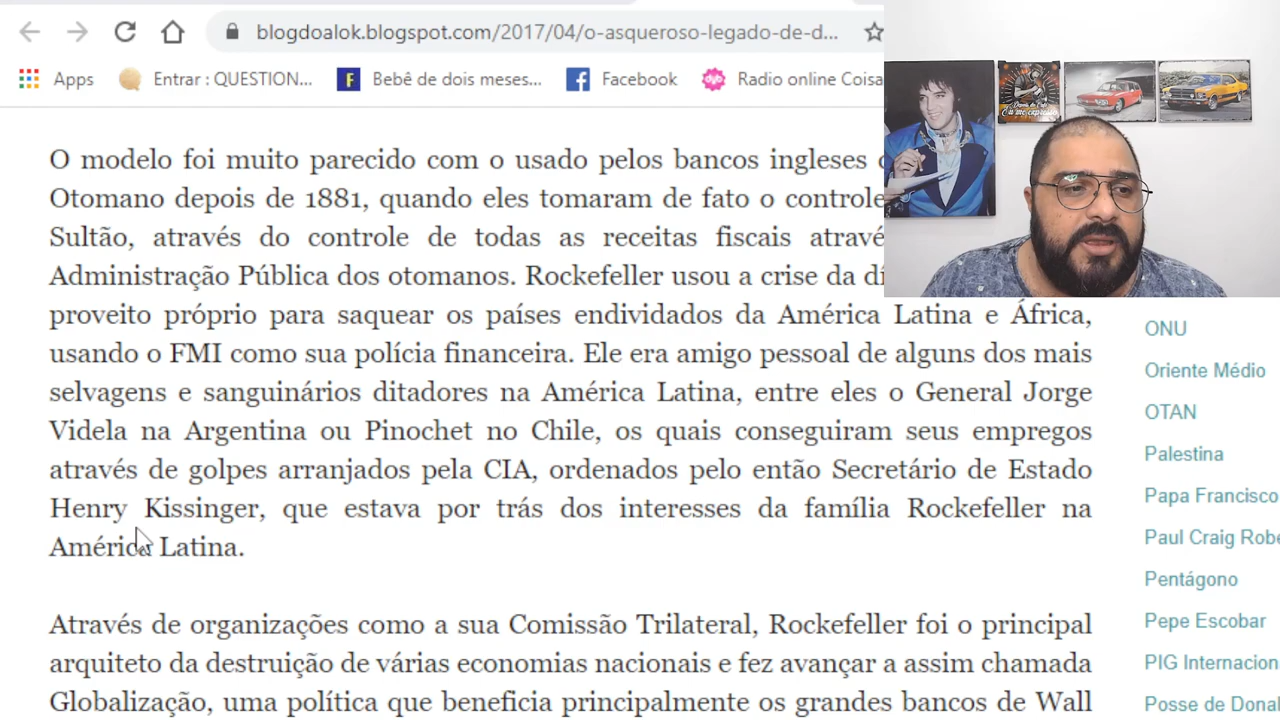 blogdoalok.blogspot.com/2017/04/o-asqueroso-legado-de-d...
Apps
Entrar : QUESTION...
F
Bebê de dois meses...
Facebook
Radio online Coisa
O modelo foi muito parecido com o usado pelos bancos ingleses
Otomano depois de 1881, quando eles tomaram de fato o controle
Sultão, através do controle de todas as receitas fiscais atravé
Administração Pública dos otomanos. Rockefeller usou a crise da dí
proveito próprio para saquear os países endividados da América Latina e África,
usando o FMI como sua polícia financeira. Ele era amigo pessoal de alguns dos mais
selvagens e sanguinários ditadores na América Latina, entre eles o General Jorge
Videla na Argentina ou Pinochet no Chile, os quais conseguiram seus empregos
através de golpes arranjados pela CIA, ordenados pelo então Secretário de Estado
Henry Kissinger, que estava por trás dos interesses da família Rockefeller na
América Latina.
Através de organizações como a sua Comissão Trilateral, Rockefeller foi o principal
arquiteto da destruição de várias economias nacionais e fez avançar a assim chamada
Globalização, uma política que beneficia principalmente os grandes bancos de Wall
ONU
Oriente Médio
OTAN
Palestina
Papa Francisco
Paul Craig Robe
Pentágono
Pepe Escobar
PIG Internacion
Posse de Donal